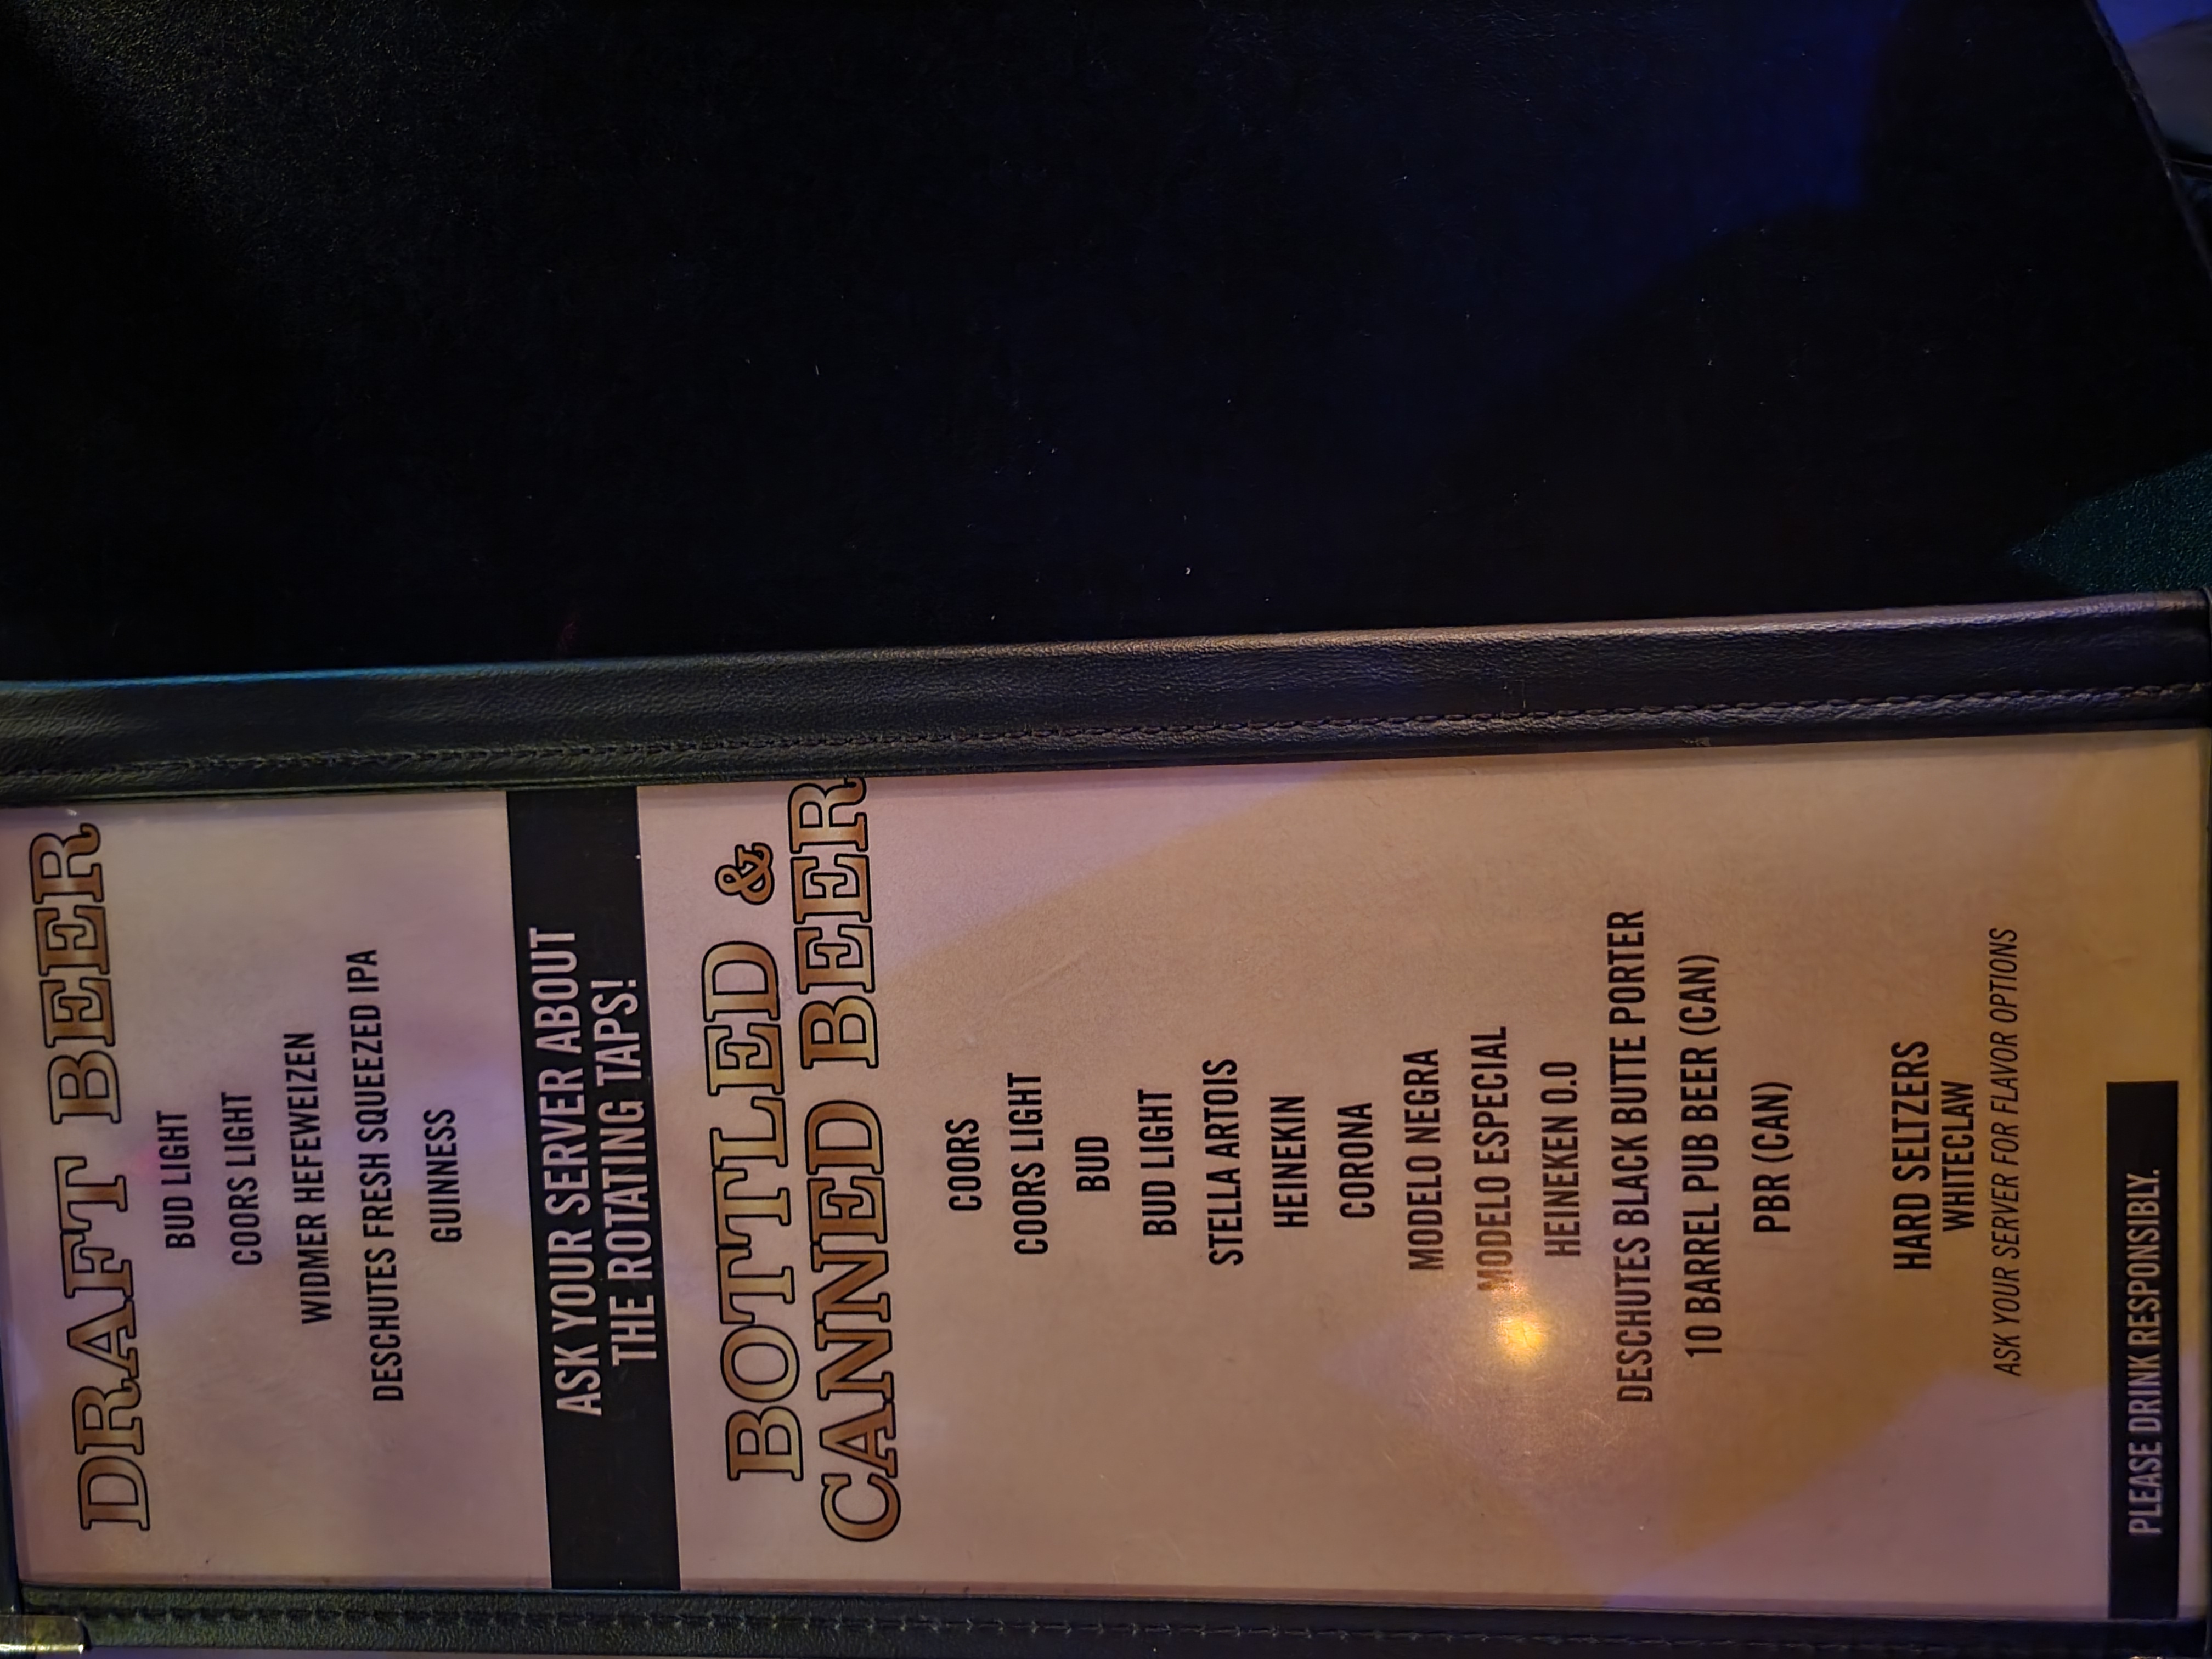 DRAFT BEER
BUD LIGHT
COORS LIGHT
WIDMER HEFEWEIZEN
DESCHUTES FRESH SQUEEZED IPA
GUINNESS
ASK YOUR SERVER ABOUT
THE ROTATING TAPS!
BOTTLED &
CANNED BEER
COORS
COORS LIGHT
BUD
BUD LIGHT
STELLA ARTOIS
HEINEKIN
CORONA
MODELO NEGRA
MODELO ESPECIAL
HEINEKEN 0.0
DESCHUTES BLACK BUTTE PORTER
10 BARREL PUB BEER (CAN)
PBR (CAN)
HARD SELTZERS
WHITECLAW
ASK YOUR SERVER FOR FLAVOR OPTIONS
PLEASE DRINK RESPONSIBLY.